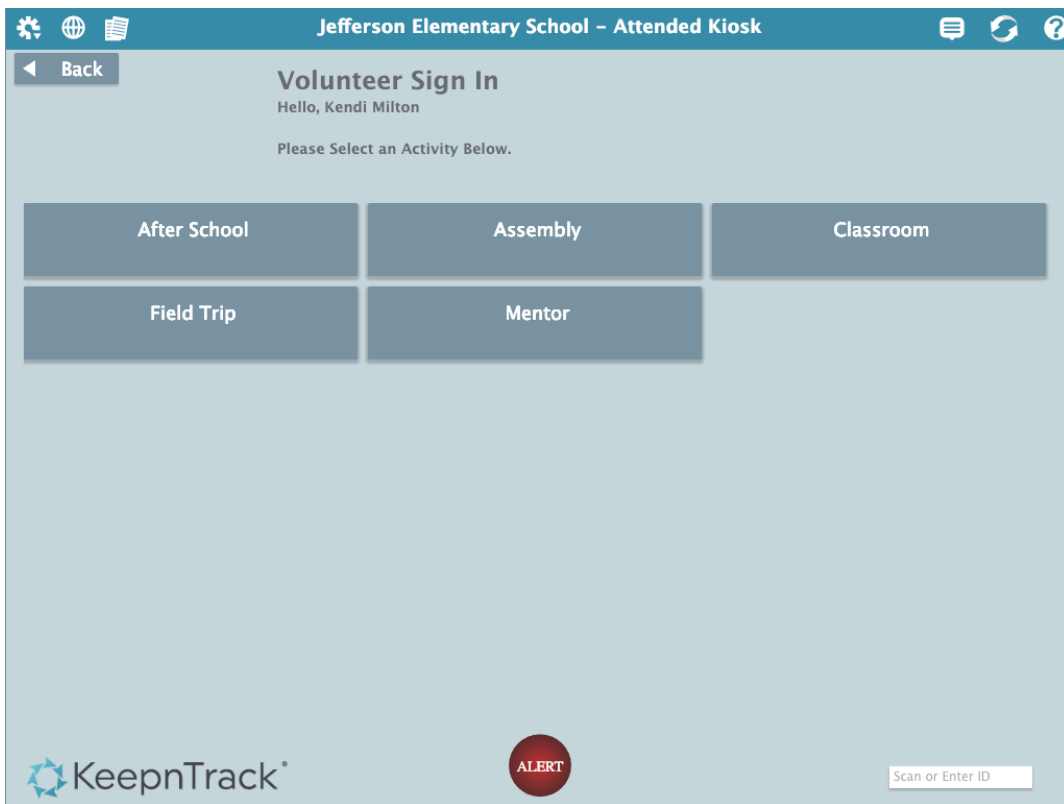 Jefferson Elementary School – Attended Kiosk
Back
Volunteer Sign In
Hello, Kendi Milton
Please Select an Activity Below.
After School
Assembly
Classroom
Field Trip
Mentor
KeepnTrack
ALERT
Scan or Enter ID